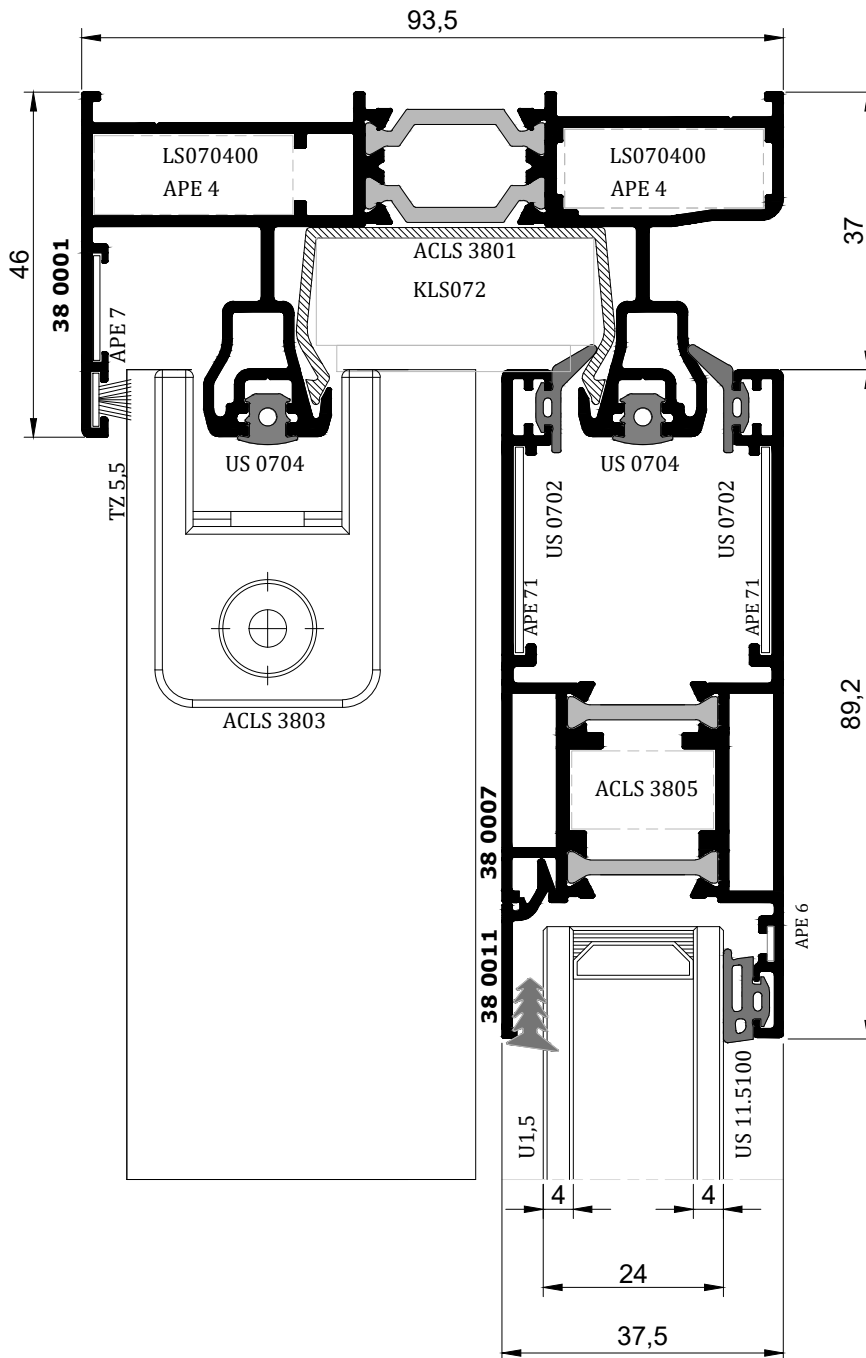 93,5
LS070400
APE 4
LS070400
APE 4
46
37
38 0001
ACLS 3801
KLS072
APE 7
TZ 5,5
US 0704
US 0704
US 0702
US 0702
APE 71
APE 71
ACLS 3803
89,2
ACLS 3805
38 0007
APE 6
38 0011
U1,5
US 11.5100
4
4
24
37,5